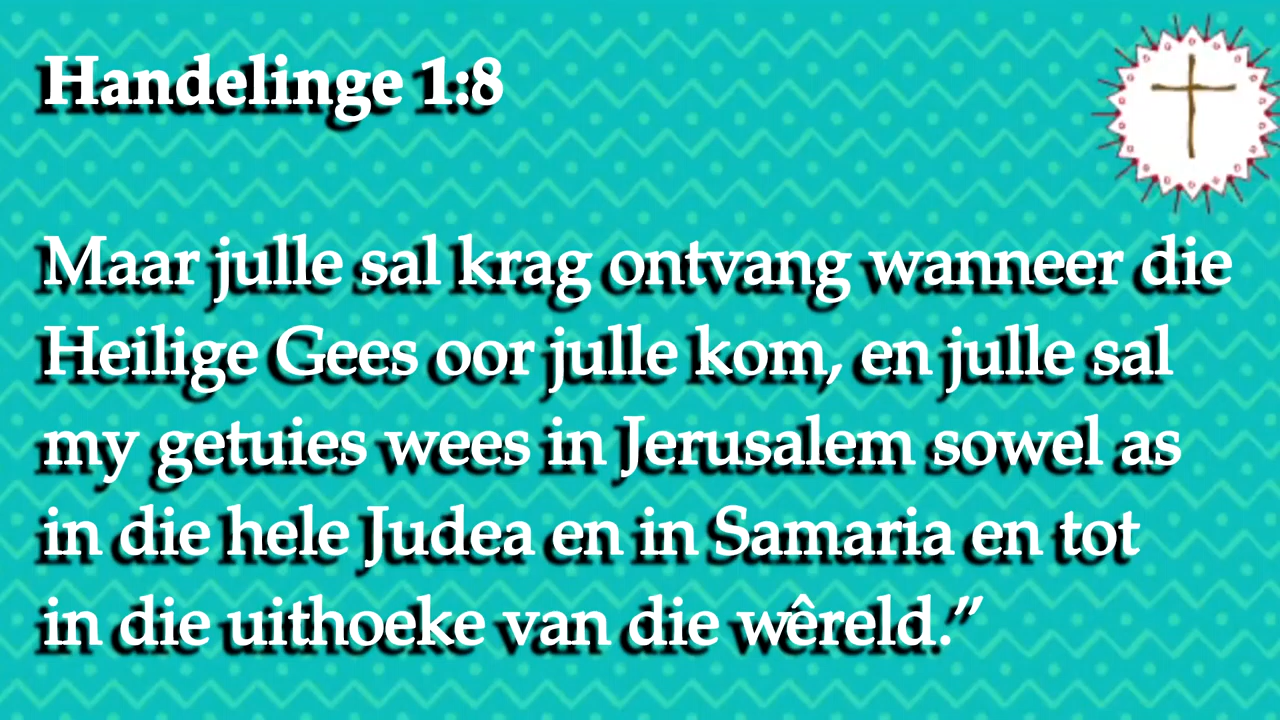 Handelinge 1:8
Maar julle sal krag ontvang wanneer die
Heilige Gees oor julle kom, en julle sal
my getuies wees in Jerusalem sowel as
in die hele Judea en in Samaria en tot
in die uithoeke van die wêreld.”